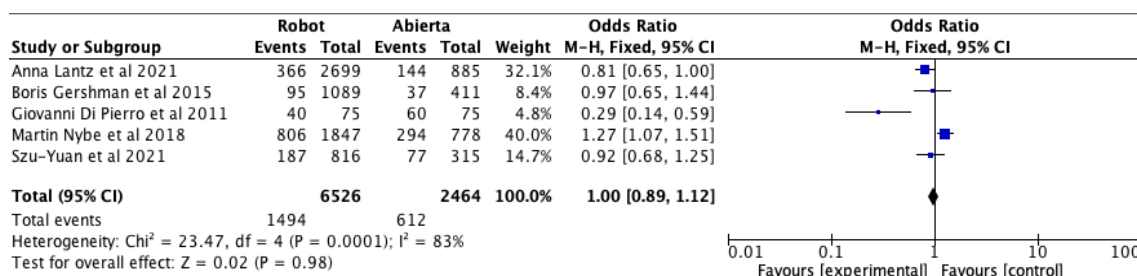 Robot Abierta Odds Ratio Odds Ratio
Study or Subgroup Events Total Events Total Weight M-H, Fixed, 95% CI M-H, Fixed, 95% CI
Anna Lantz et al 2021 366 2699 144 885 32.1% 0.81 [0.65, 1.00]
Boris Gershman et al 2015 95 1089 37 411 8.4% 0.97 [0.65, 1.44]
Giovanni Di Pierro et al 2011 40 75 60 75 4.8% 0.29 [0.14, 0.59]
Martin Nybe et al 2018 806 1847 294 778 40.0% 1.27 [1.07, 1.51]
Szu-Yuan et al 2021 187 816 77 315 14.7% 0.92 [0.68, 1.25]
Total (95% CI) 6526 2464 100.0% 1.00 [0.89, 1.12]
Total events 1494 612
Heterogeneity: Chi² = 23.47, df = 4 (P = 0.0001); I² = 83%
Test for overall effect: Z = 0.02 (P = 0.98)
0.01 0.1 1 10 100
Favours [experimental] Favours [control]